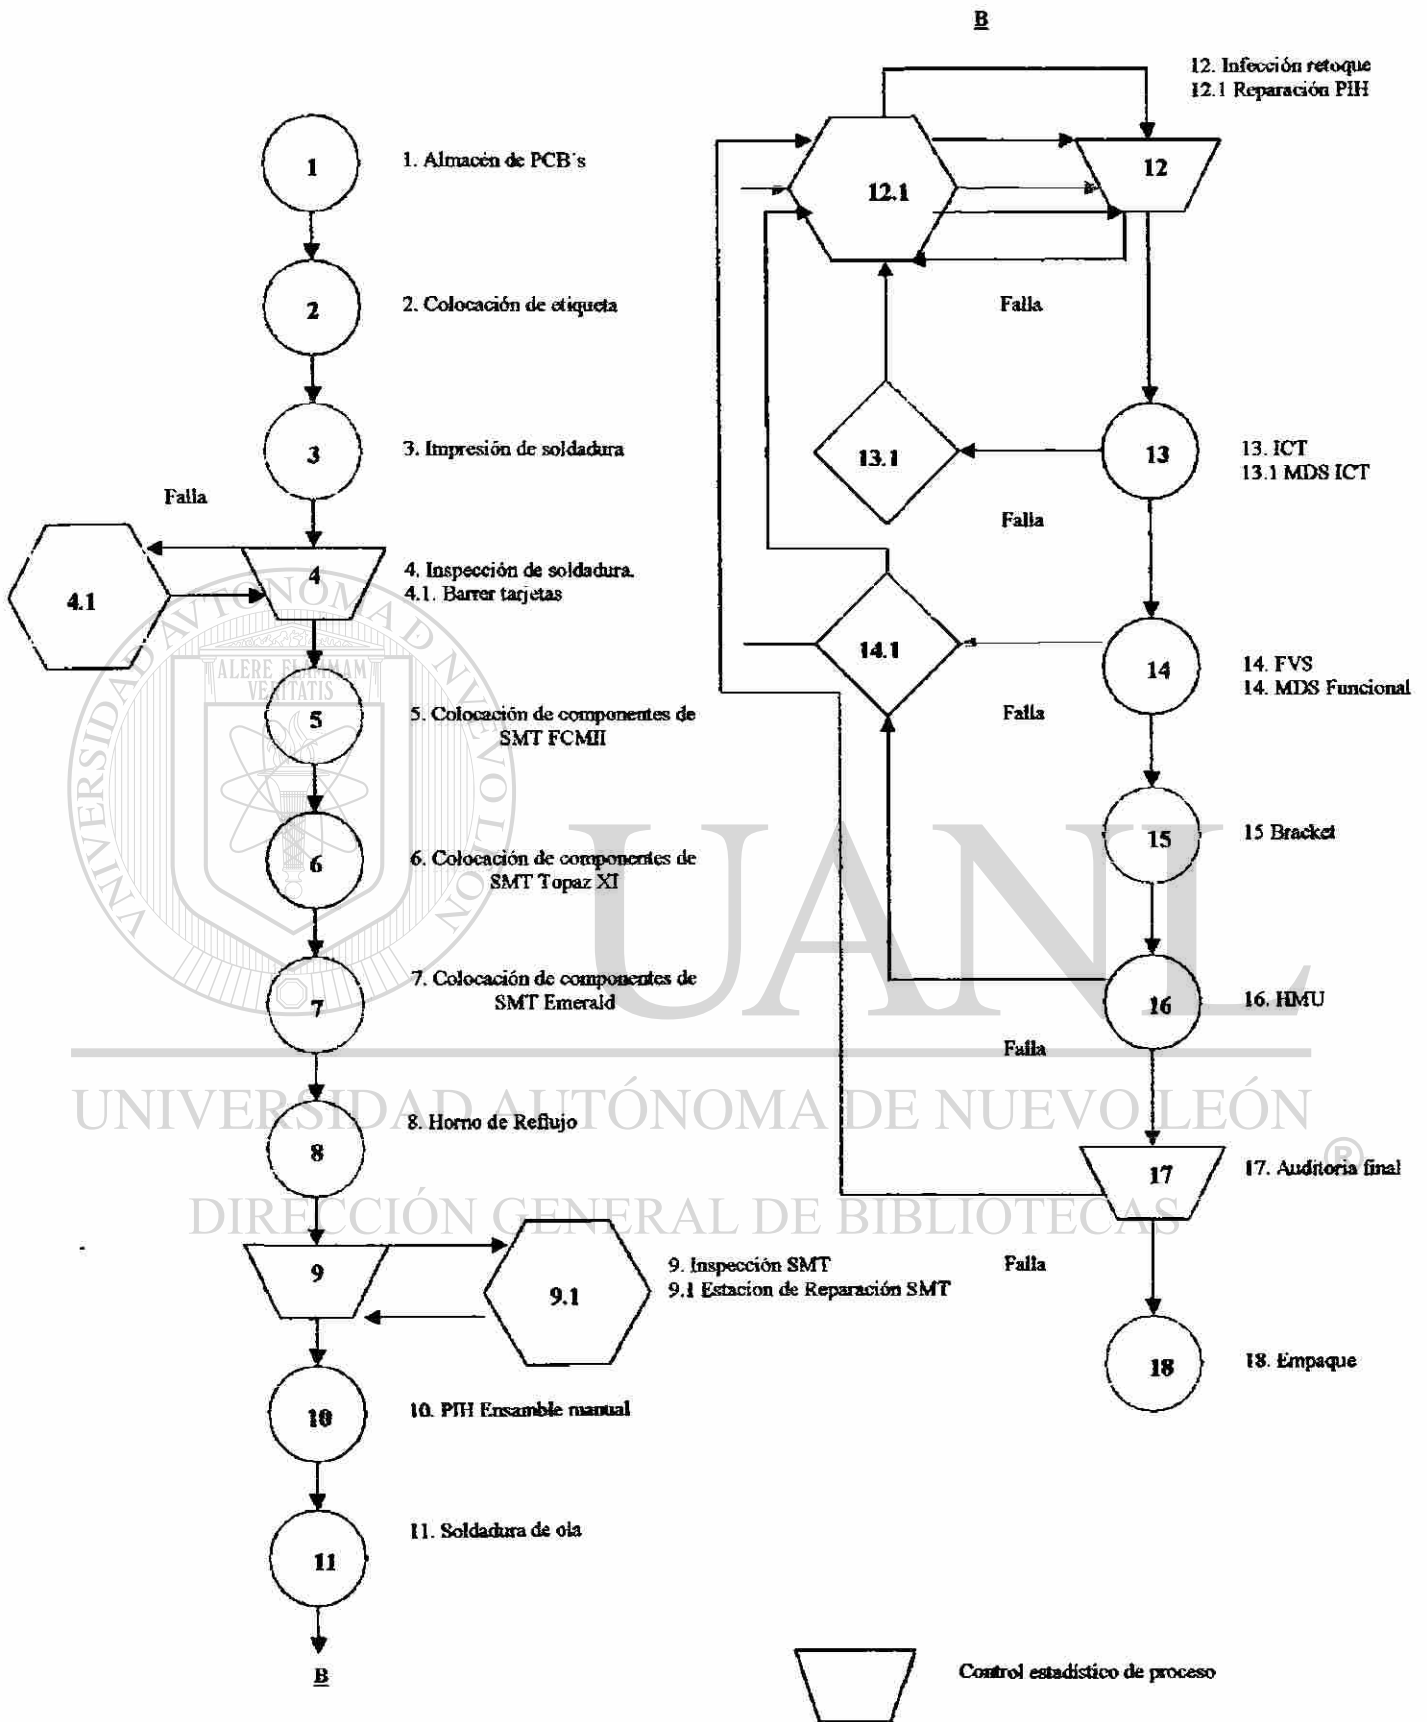 1
1. Almacén de PCB's
2
2. Colocación de etiqueta
3
3. Impresión de soldadura
Falla
4
4.1
4. Inspección de soldadura.
4.1. Barrer tarjetas
5
5. Colocación de componentes de
SMT FCMII
6
6. Colocación de componentes de
SMT Topaz XI
7
7. Colocación de componentes de
SMT Emerald
8
8. Horno de Reflujo
9
9.1
9. Inspección SMT
9.1 Estacion de Reparación SMT
10
10. PIH Ensamble manual
11
11. Soldadura de ola
B
B
12. Infección retoque
12.1 Reparación PIH
12.1
12
Falla
13.1
13
13. ICT
13.1 MDS ICT
Falla
14.1
14
14. FVS
14. MDS Funcional
Falla
15
15 Bracket
16
16. HMU
Falla
17
17. Auditoria final
Falla
18
18. Empaque
Control estadístico de proceso
UNIVERSIDAD AUTONOMA DE NUEVO LEON
ALERE FLAMMAM
VERITATIS
UANL
UNIVERSIDAD AUTÓNOMA DE NUEVO LEÓN
®
DIRECCIÓN GENERAL DE BIBLIOTECAS